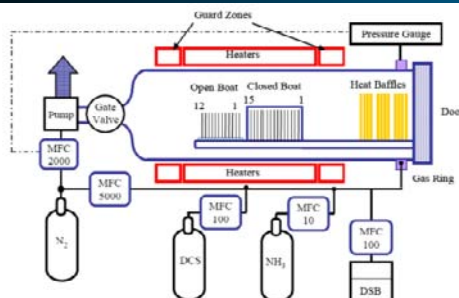 Guard Zones
Pressure Gauge
Heaters
Open Boat
Closed Boat
Heat Baffles
12
1
15
1
Pump
Gate
Valve
Doo
MFC
2000
MFC
5000
Heaters
Gas Ring
MFC
100
MFC
10
MFC
100
N2
DCS
NH3
DSB